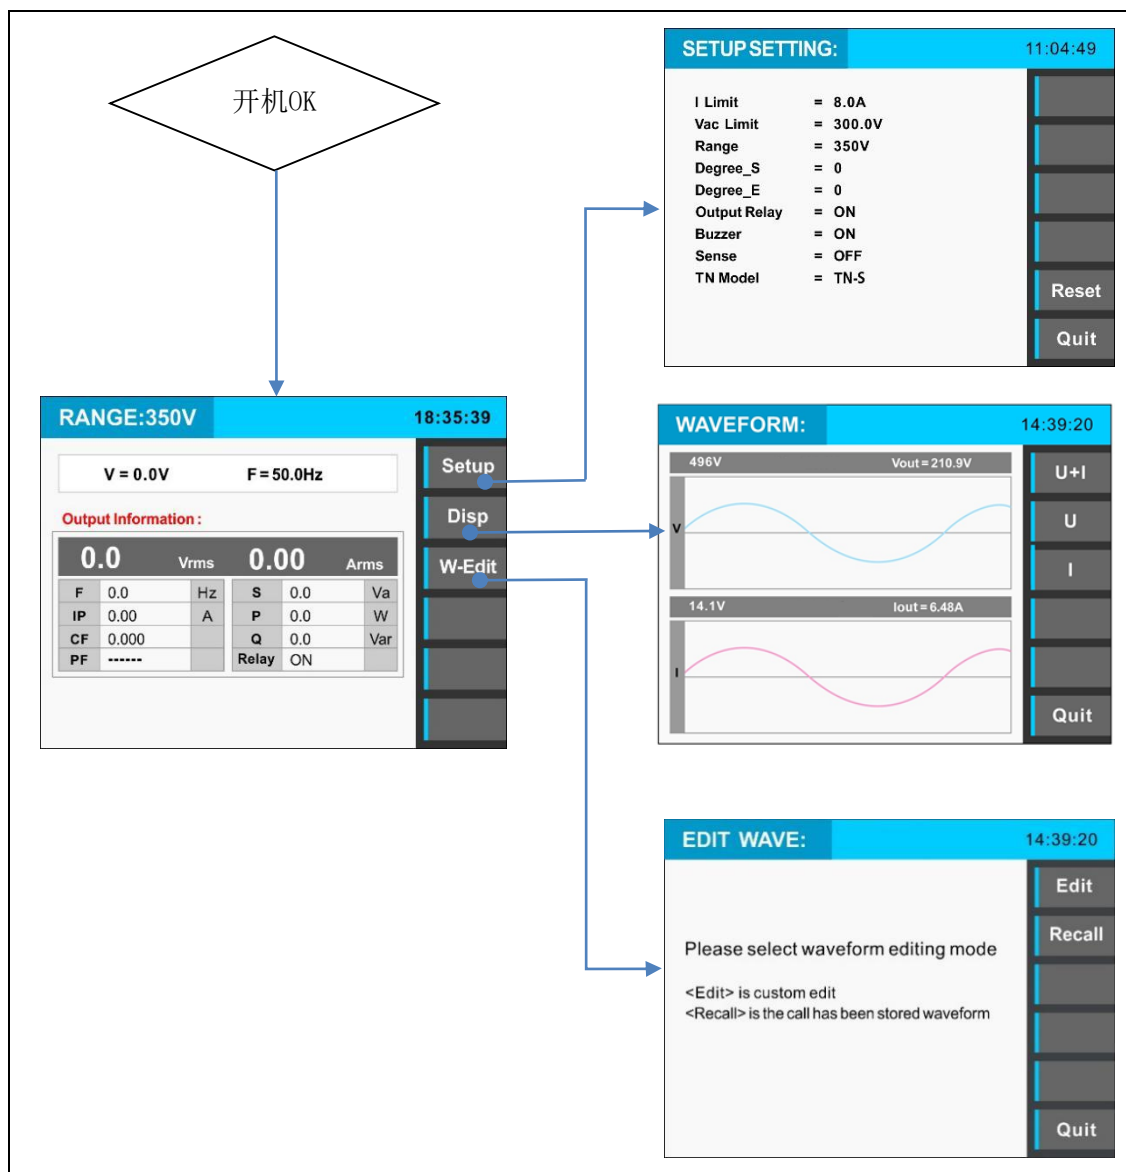 开机OK
SETUP SETTING: 11:04:49
I Limit = 8.0A
Vac Limit = 300.0V
Range = 350V
Degree_S = 0
Degree_E = 0
Output Relay = ON
Buzzer = ON
Sense = OFF
TN Model = TN-S
Reset
Quit
RANGE:350V 18:35:39
V = 0.0V F = 50.0Hz
Output Information :
0.0 Vrms 0.00 Arms
F 0.0 Hz S 0.0 Va
IP 0.00 A P 0.0 W
CF 0.000 Q 0.0 Var
PF ------ Relay ON
Setup
Disp
W-Edit
WAVEFORM: 14:39:20
496V Vout = 210.9V
V
14.1V Iout = 6.48A
I
U+I
U
I
Quit
EDIT WAVE: 14:39:20
Please select waveform editing mode
<Edit> is custom edit
<Recall> is the call has been stored waveform
Edit
Recall
Quit